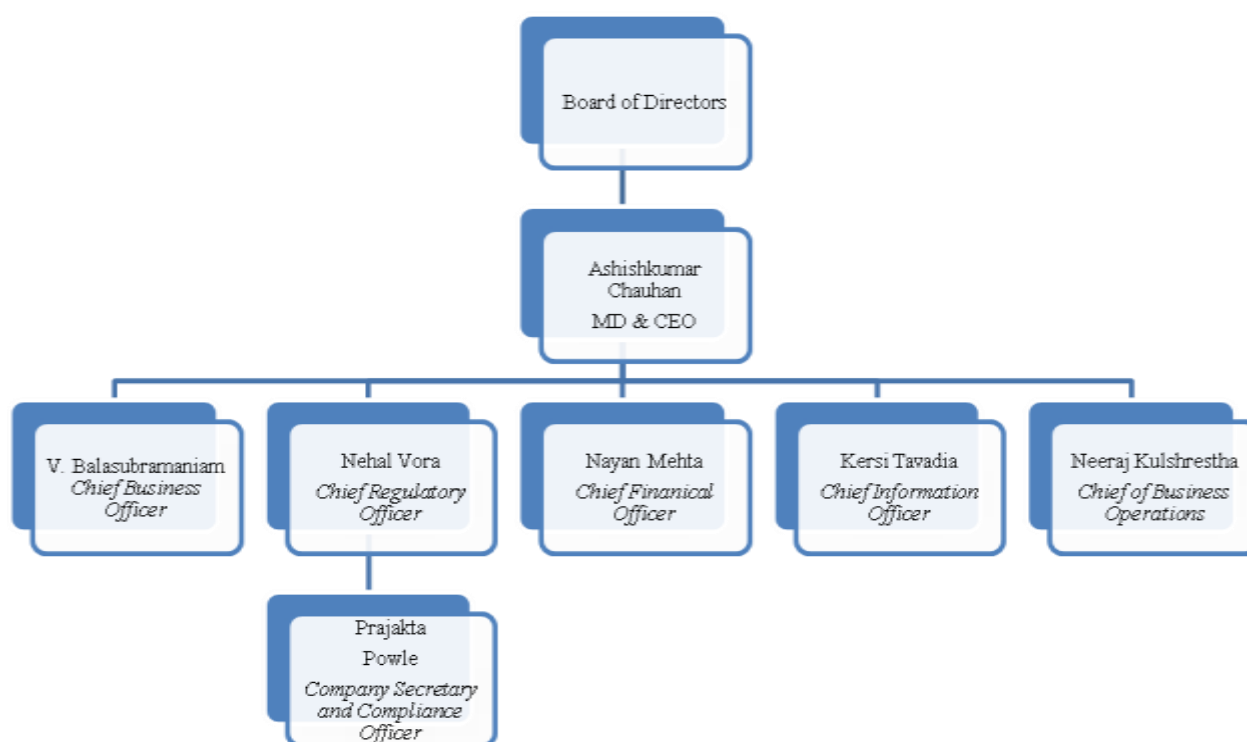 Board of Directors
Ashishkumar
Chauhan
MD & CEO
V. Balasubramaniam
Chief Business
Officer
Nehal Vora
Chief Regulatory
Officer
Nayan Mehta
Chief Finanical
Officer
Kersi Tavadia
Chief Information
Officer
Neeraj Kulshrestha
Chief of Business
Operations
Prajakta
Powle
Company Secretary
and Compliance
Officer